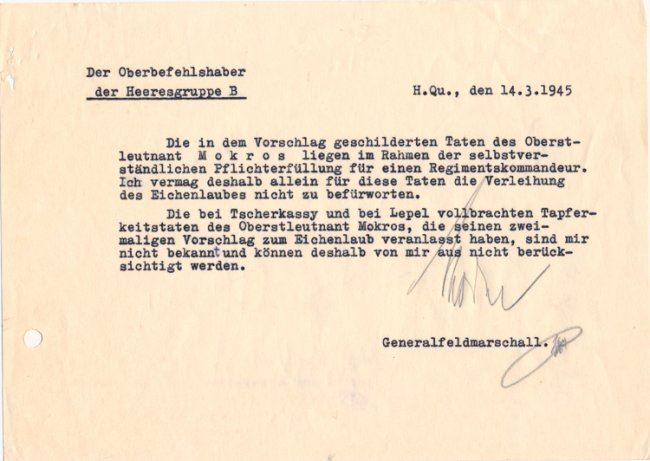 Der Oberbefehlshaber
der Heeresgruppe B
H.Qu., den 14.3.1945
Die in dem Vorschlag geschilderten Taten des Oberst-
leutnant M o k r o s liegen im Rahmen der selbstver-
ständlichen Pflichterfüllung für einen Regimentskommandeur.
Ich vermag deshalb allein für diese Taten die Verleihung
des Eichenlaubes nicht zu befürworten.
Die bei Tscherkassy und bei Lepel vollbrachten Tapfer-
keitstaten des Oberstleutnant Mokros, die seinen zwei-
maligen Vorschlag zum Eichenlaub veranlasst haben, sind mir
nicht bekannt und können deshalb von mir aus nicht berück-
sichtigt werden.
Generalfeldmarschall.